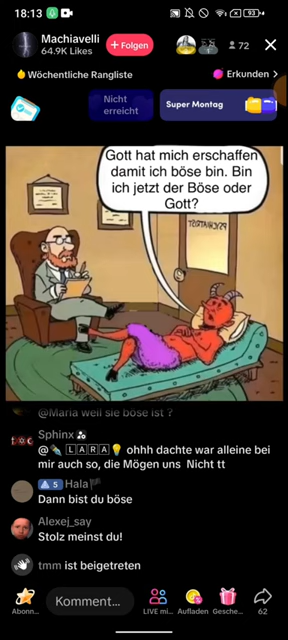 18:13
93
Machiavelli
64.9K Likes
+ Folgen
72
Wöchentliche Rangliste
Erkunden >
Nicht
erreicht
Super Montag
Gott hat mich erschaffen
damit ich böse bin. Bin
ich jetzt der Böse oder
Gott?
PSYCHIATRIST
@Maria weil sie böse ist ?
Sphinx
@ LARA ohhh dachte war alleine bei
mir auch so, die Mögen uns Nicht tt
5 Hala
Dann bist du böse
Alexej_say
Stolz meinst du!
tmm ist beigetreten
Abonn...
Komment...
LIVE mi...
Aufladen
Gesche...
62